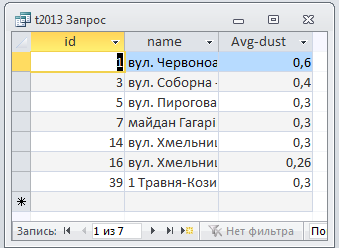 t2013 Запрос
id name Avg-dust
1 вул. Червоноа 0,6
3 вул. Соборна - 0,4
5 вул. Пирогова 0,3
7 майдан Гагарі 0,3
14 вул. Хмельниц 0,3
16 вул. Хмельниц 0,26
39 1 Травня-Кози 0,3
Запись: 1 из 7 Нет фильтра По